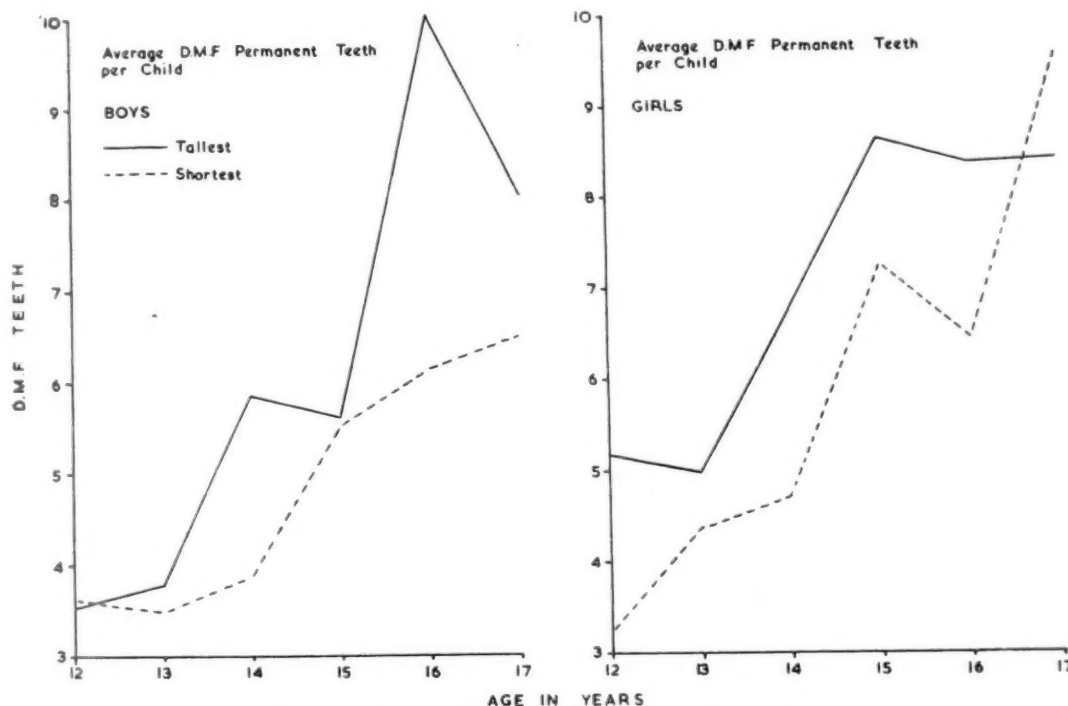 Average D.M.F Permanent Teeth
per Child
BOYS
Tallest
Shortest
D.M.F TEETH
10
9
8
7
6
5
4
3
12 13 14 15 16 17
Average D.M.F Permanent Teeth
per Child
GIRLS
10
9
8
7
6
5
4
3
12 13 14 15 16 17
AGE IN YEARS